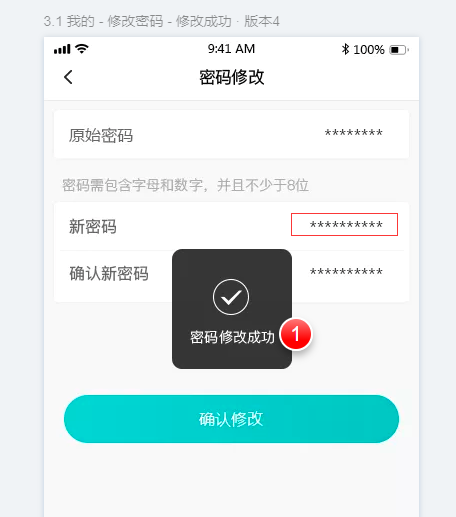 3.1 我的 - 修改密码 - 修改成功 · 版本4
9:41 AM 100%
密码修改
原始密码 ********
密码需包含字母和数字，并且不少于8位
新密码 **********
确认新密码 **********
密码修改成功 1
确认修改